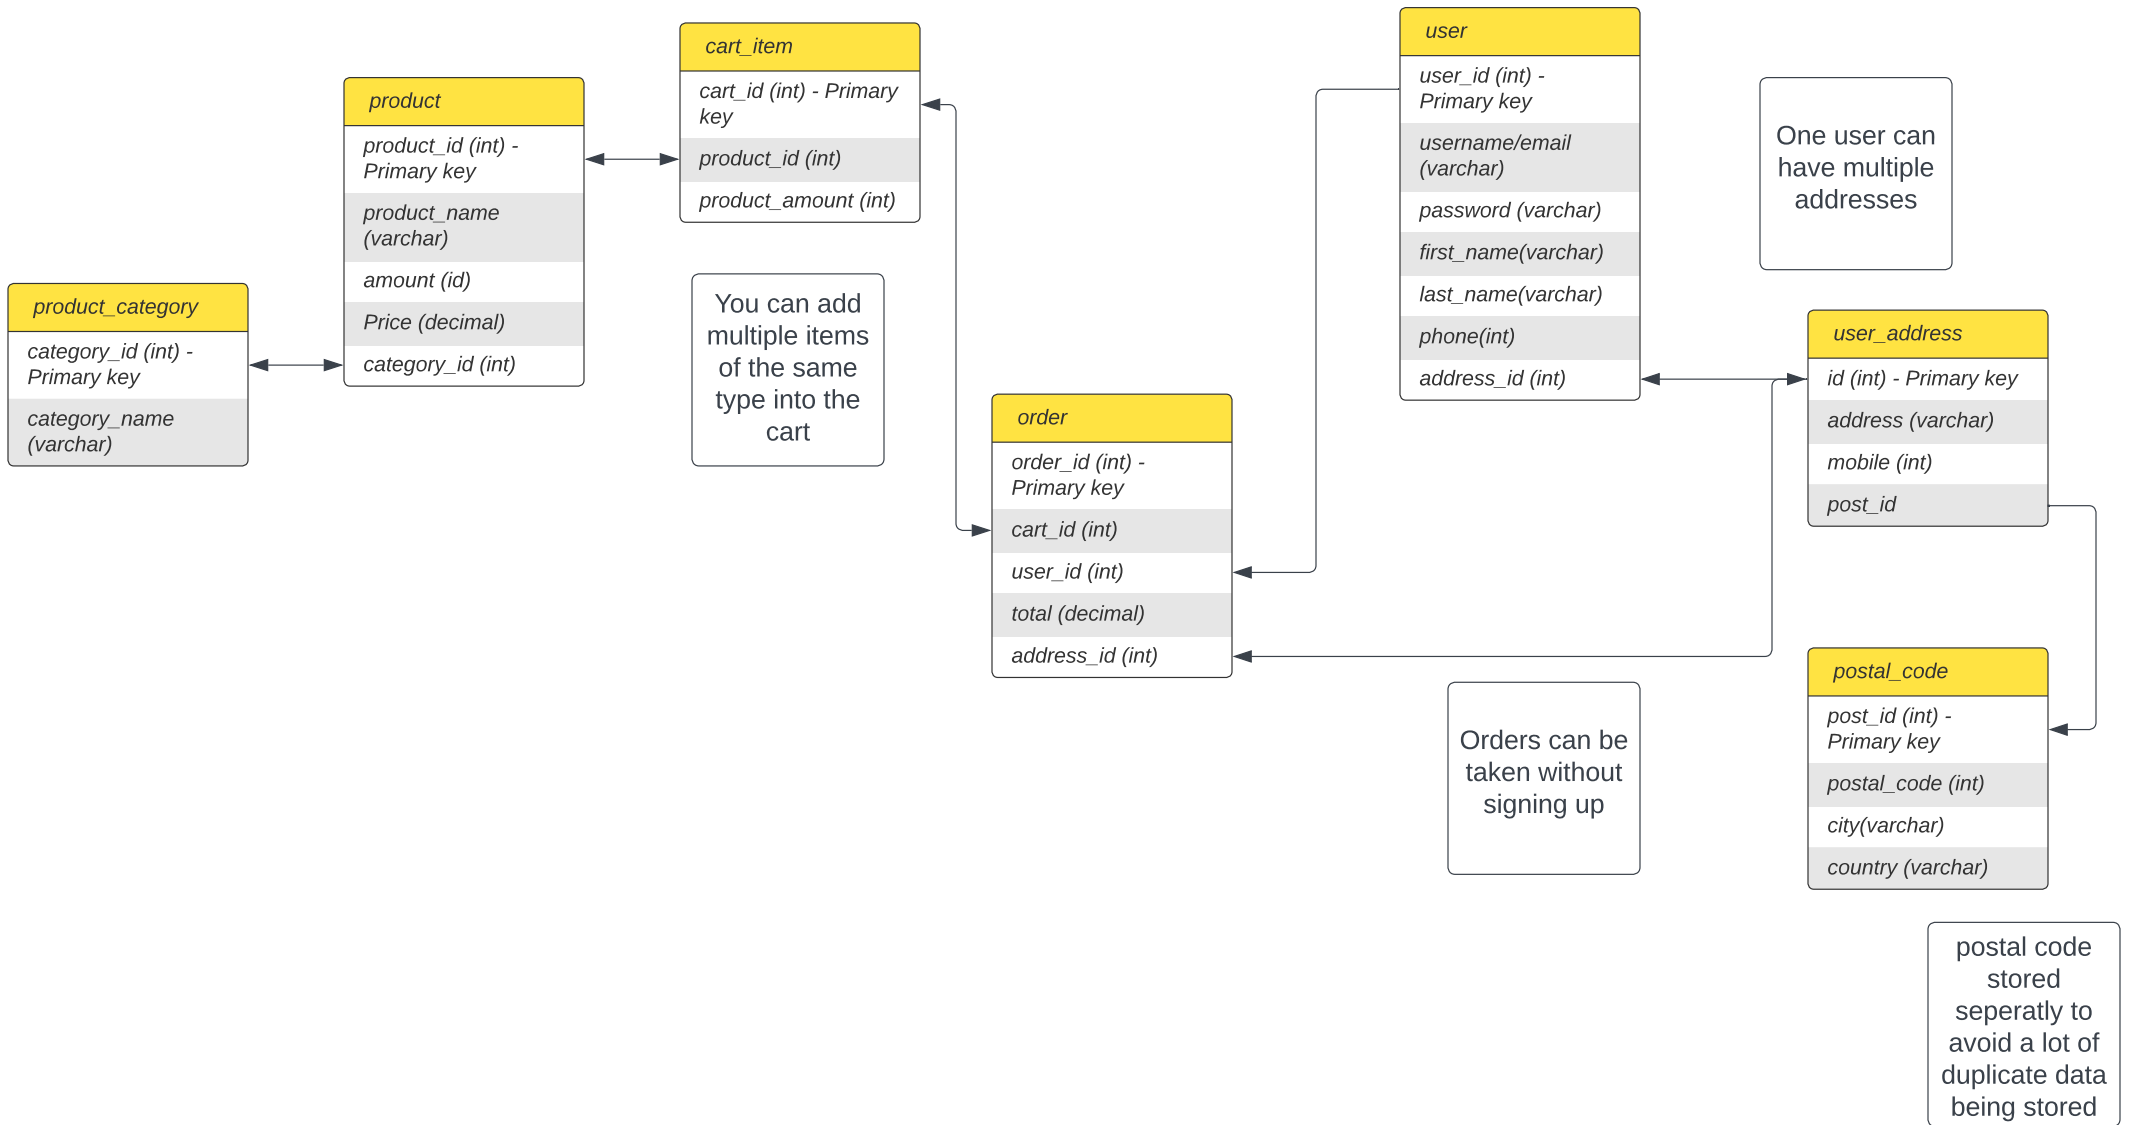 product_category
category_id (int) -
Primary key
category_name
(varchar)
product
product_id (int) -
Primary key
product_name
(varchar)
amount (id)
Price (decimal)
category_id (int)
cart_item
cart_id (int) - Primary
key
product_id (int)
product_amount (int)
You can add
multiple items
of the same
type into the
cart
order
order_id (int) -
Primary key
cart_id (int)
user_id (int)
total (decimal)
address_id (int)
user
user_id (int) -
Primary key
username/email
(varchar)
password (varchar)
first_name(varchar)
last_name(varchar)
phone(int)
address_id (int)
One user can
have multiple
addresses
user_address
id (int) - Primary key
address (varchar)
mobile (int)
post_id
Orders can be
taken without
signing up
postal_code
post_id (int) -
Primary key
postal_code (int)
city(varchar)
country (varchar)
postal code
stored
seperatly to
avoid a lot of
duplicate data
being stored